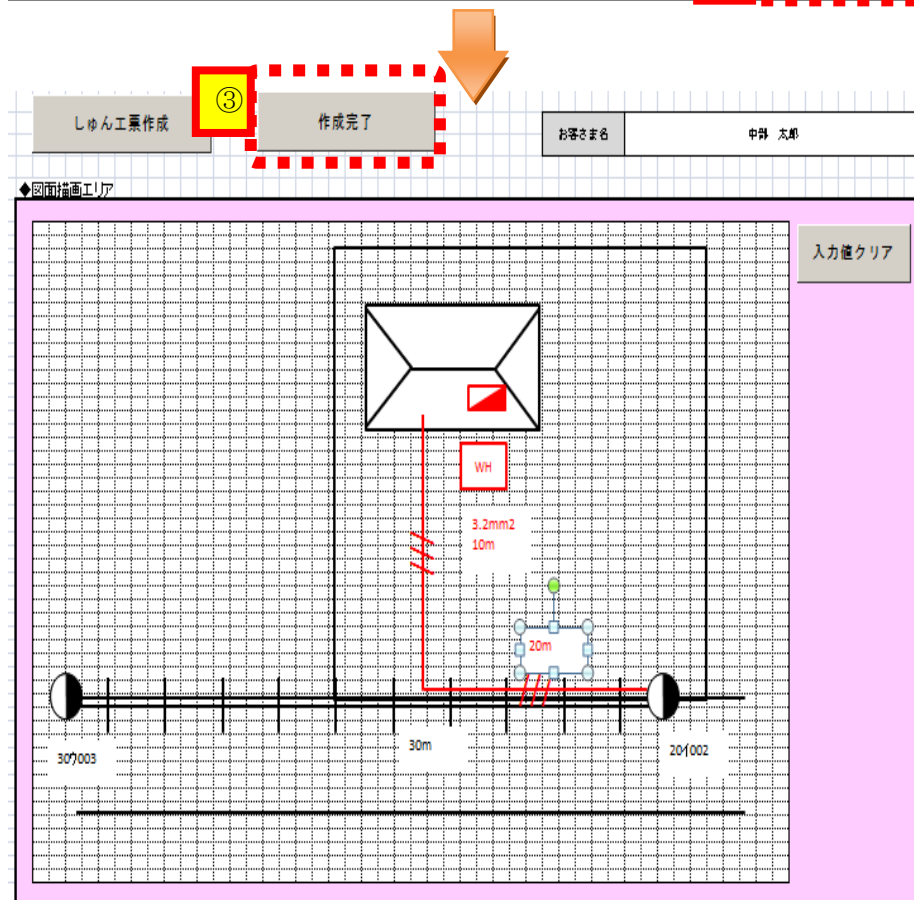 しゅん工票作成
③
作成完了
お客さま名
中部 太郎
◆図面描画エリア
入力値クリア
WH
3.2mm2
10m
20m
30ウ003
30m
20イ002